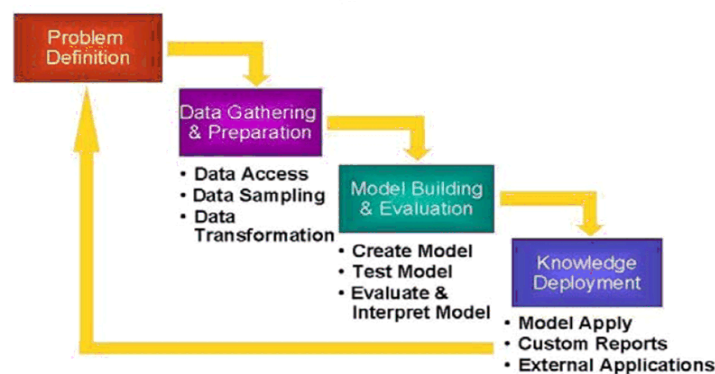 Problem
Definition
Data Gathering
& Preparation
• Data Access
• Data Sampling
• Data
Transformation
Model Building
& Evaluation
• Create Model
• Test Model
• Evaluate &
Interpret Model
Knowledge
Deployment
• Model Apply
• Custom Reports
• External Applications